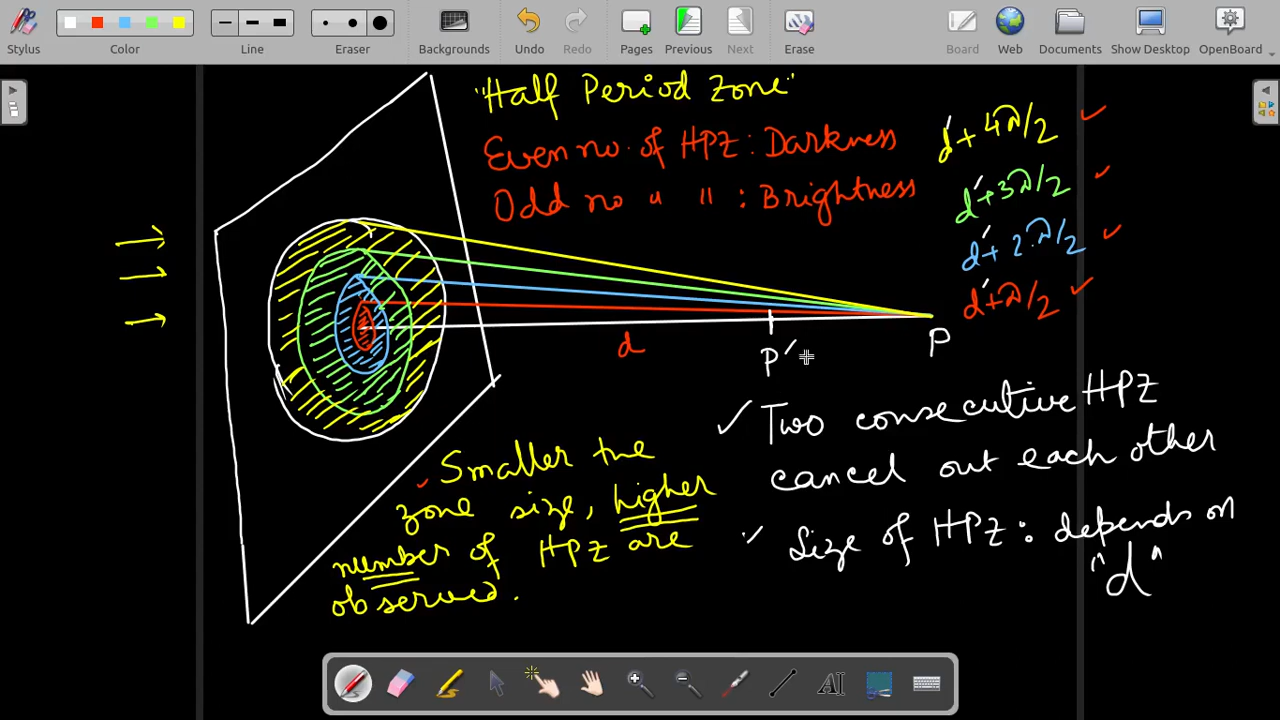 Stylus
Color
Line
Eraser
Backgrounds
Undo
Redo
Pages
Previous
Next
Erase
Board
Web
Documents
Show Desktop
OpenBoard
"Half Period Zone"
Even no. of HPZ : Darkness
Odd no " " : Brightness
d'+4λ/2
d'+3λ/2
d'+2.λ/2
d'+λ/2
d
P'
P
Two consecutive HPZ
cancel out each other
Size of HPZ : depends on
"d"
Smaller the
zone size, higher
number of HPZ are
observed.